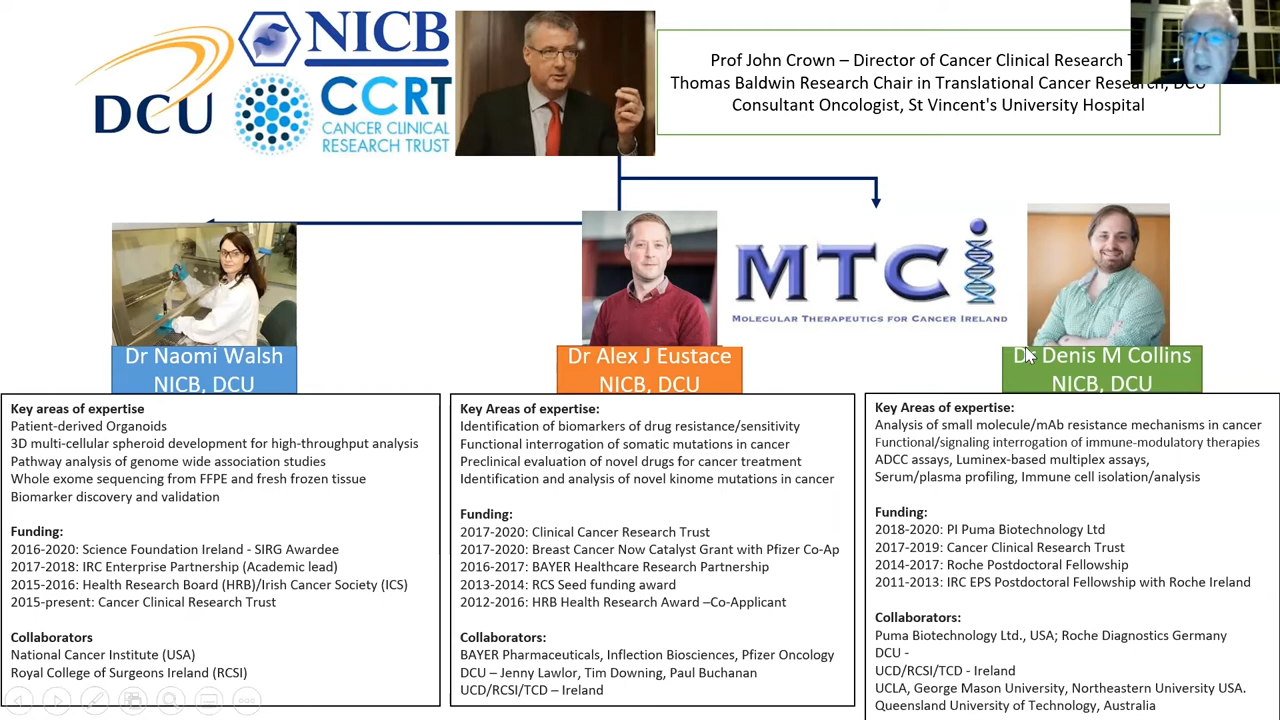 DCU
NICB
CCRT
CANCER CLINICAL
RESEARCH TRUST
Prof John Crown – Director of Cancer Clinical Research T
Thomas Baldwin Research Chair in Translational Cancer Research, DCU
Consultant Oncologist, St Vincent's University Hospital
MTCi
MOLECULAR THERAPEUTICS FOR CANCER IRELAND
Dr Naomi Walsh
NICB, DCU
Key areas of expertise
Patient-derived Organoids
3D multi-cellular spheroid development for high-throughput analysis
Pathway analysis of genome wide association studies
Whole exome sequencing from FFPE and fresh frozen tissue
Biomarker discovery and validation
Funding:
2016-2020: Science Foundation Ireland - SIRG Awardee
2017-2018: IRC Enterprise Partnership (Academic lead)
2015-2016: Health Research Board (HRB)/Irish Cancer Society (ICS)
2015-present: Cancer Clinical Research Trust
Collaborators
National Cancer Institute (USA)
Royal College of Surgeons Ireland (RCSI)
Dr Alex J Eustace
NICB, DCU
Key Areas of expertise:
Identification of biomarkers of drug resistance/sensitivity
Functional interrogation of somatic mutations in cancer
Preclinical evaluation of novel drugs for cancer treatment
Identification and analysis of novel kinome mutations in cancer
Funding:
2017-2020: Clinical Cancer Research Trust
2017-2020: Breast Cancer Now Catalyst Grant with Pfizer Co-Ap
2016-2017: BAYER Healthcare Research Partnership
2013-2014: RCS Seed funding award
2012-2016: HRB Health Research Award –Co-Applicant
Collaborators:
BAYER Pharmaceuticals, Inflection Biosciences, Pfizer Oncology
DCU – Jenny Lawlor, Tim Downing, Paul Buchanan
UCD/RCSI/TCD – Ireland
Dr Denis M Collins
NICB, DCU
Key Areas of expertise:
Analysis of small molecule/mAb resistance mechanisms in cancer
Functional/signaling interrogation of immune-modulatory therapies
ADCC assays, Luminex-based multiplex assays,
Serum/plasma profiling, Immune cell isolation/analysis
Funding:
2018-2020: PI Puma Biotechnology Ltd
2017-2019: Cancer Clinical Research Trust
2014-2017: Roche Postdoctoral Fellowship
2011-2013: IRC EPS Postdoctoral Fellowship with Roche Ireland
Collaborators:
Puma Biotechnology Ltd., USA; Roche Diagnostics Germany
DCU -
UCD/RCSI/TCD - Ireland
UCLA, George Mason University, Northeastern University USA.
Queensland University of Technology, Australia